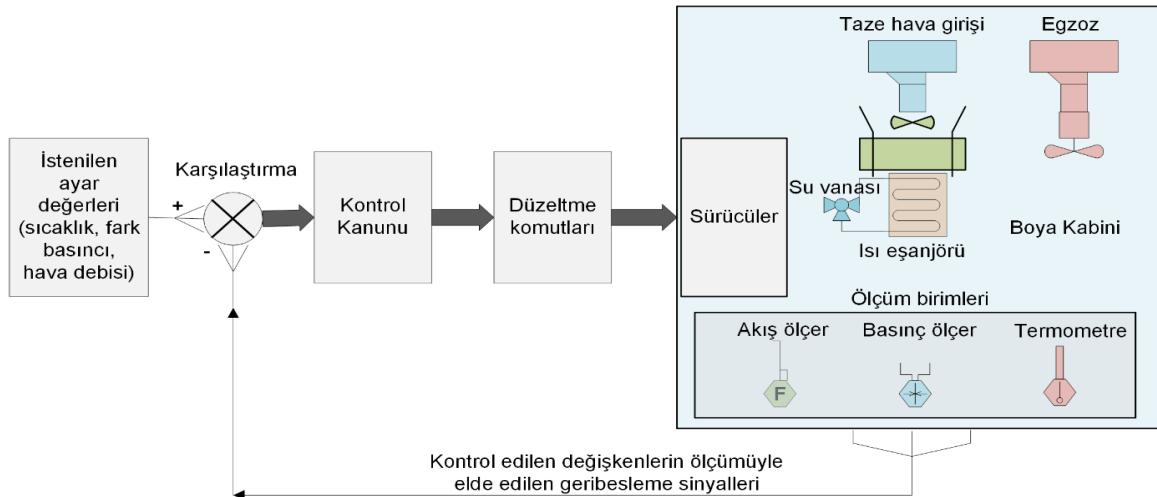 İstenilen
ayar
değerleri
(sıcaklık, fark
basıncı,
hava debisi)
Karşılaştırma
+
-
Kontrol
Kanunu
Düzeltme
komutları
Sürücüler
Taze hava girişi
Egzoz
Su vanası
Isı eşanjörü
Boya Kabini
Ölçüm birimleri
Akış ölçer
Basınç ölçer
Termometre
F
Kontrol edilen değişkenlerin ölçümüyle
elde edilen geribesleme sinyalleri